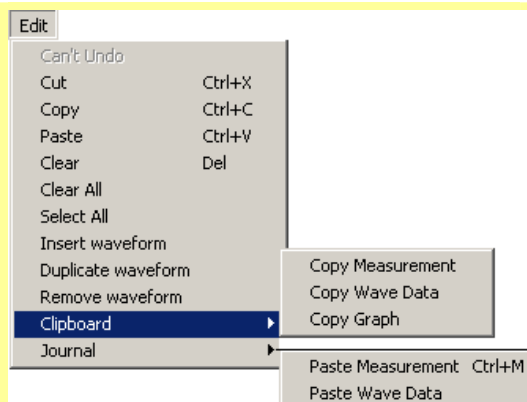 Edit
Can't Undo
Cut Ctrl+X
Copy Ctrl+C
Paste Ctrl+V
Clear Del
Clear All
Select All
Insert waveform
Duplicate waveform
Remove waveform
Clipboard
Journal
Copy Measurement
Copy Wave Data
Copy Graph
Paste Measurement Ctrl+M
Paste Wave Data